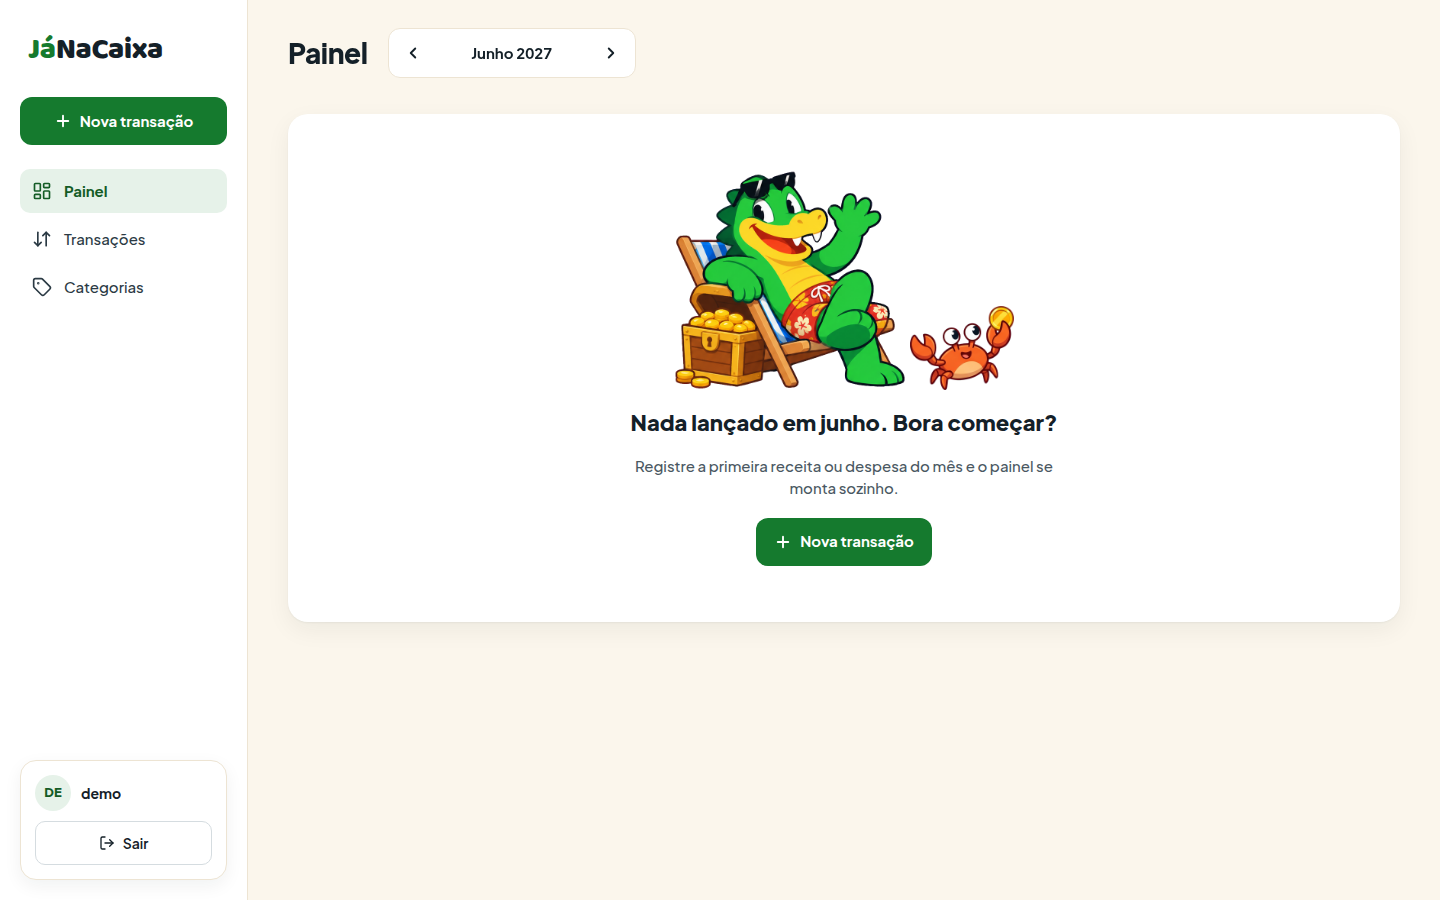 JáNaCaixa
Nova transação
Painel
Transações
Categorias
DE
demo
Sair
Painel
Junho 2027
Nada lançado em junho. Bora começar?
Registre a primeira receita ou despesa do mês e o painel se
monta sozinho.
Nova transação